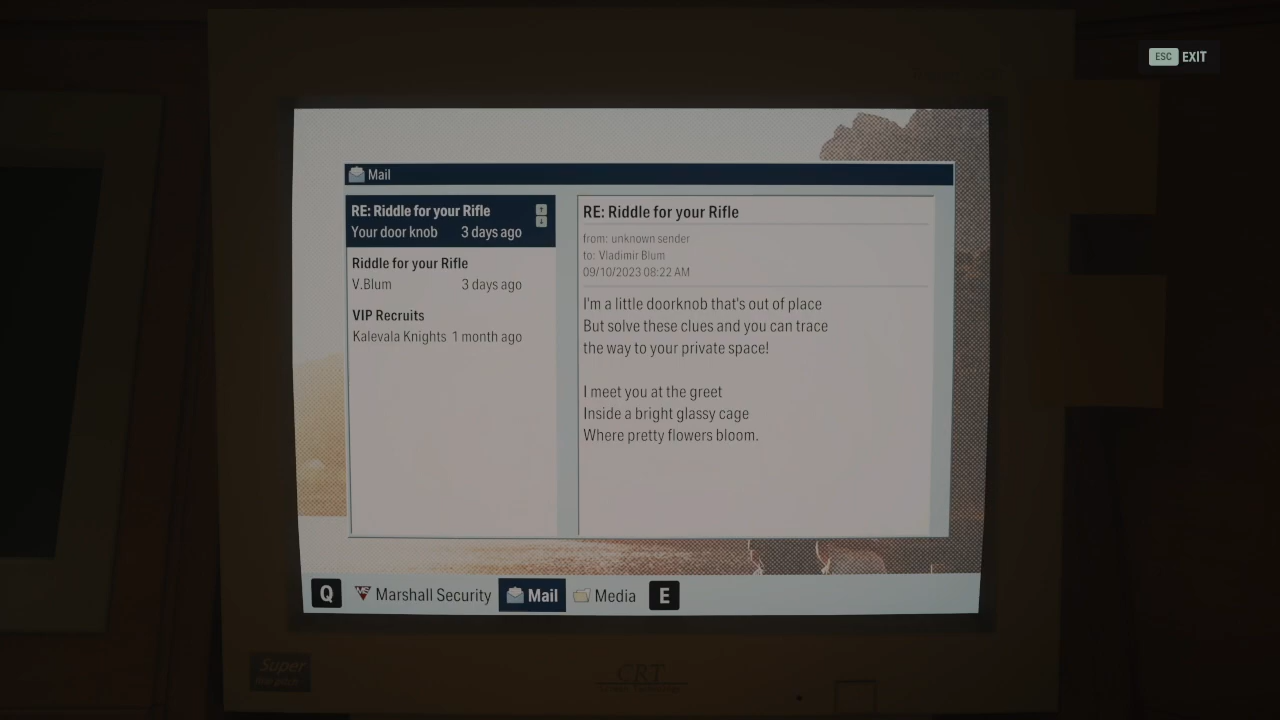 ESC EXIT
Mail
RE: Riddle for your Rifle
Your door knob 3 days ago
Riddle for your Rifle
V.Blum 3 days ago
VIP Recruits
Kalevala Knights 1 month ago
RE: Riddle for your Rifle
from: unknown sender
to: Vladimir Blum
09/10/2023 08:22 AM
I'm a little doorknob that's out of place
But solve these clues and you can trace
the way to your private space!
I meet you at the greet
Inside a bright glassy cage
Where pretty flowers bloom.
Q Marshall Security Mail Media E
Super
CRT